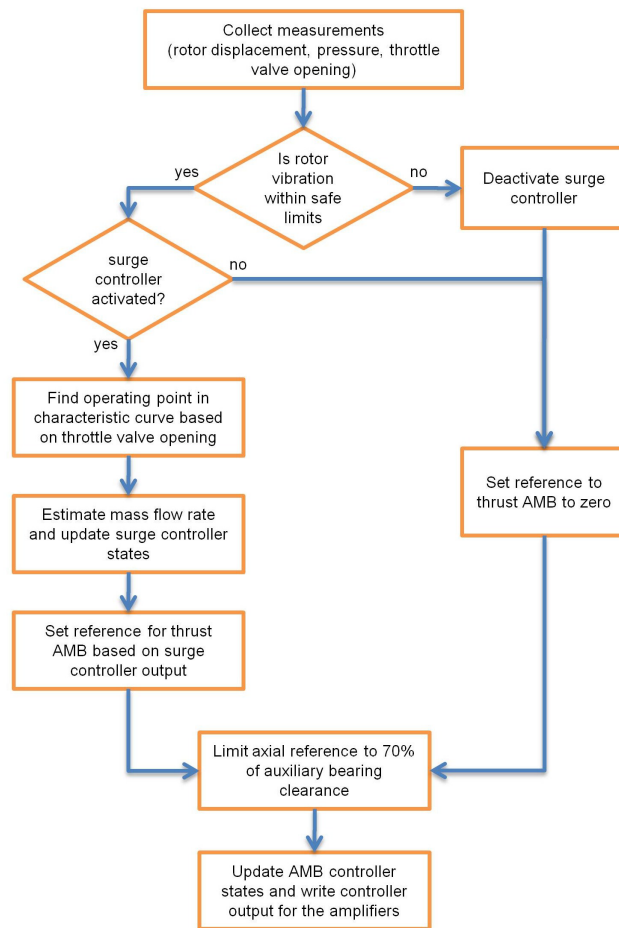 Collect measurements
(rotor displacement, pressure, throttle
valve opening)
Is rotor
vibration
within safe
limits
yes
no
Deactivate surge
controller
surge
controller
activated?
no
yes
Find operating point in
characteristic curve based
on throttle valve opening
Set reference to
thrust AMB to zero
Estimate mass flow rate
and update surge controller
states
Set reference for thrust
AMB based on surge
controller output
Limit axial reference to 70%
of auxiliary bearing
clearance
Update AMB controller
states and write controller
output for the amplifiers